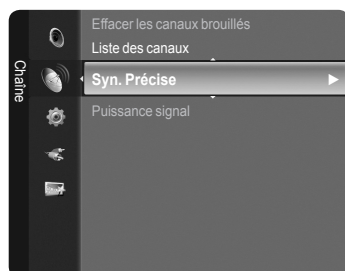 Chaîne
Effacer les canaux brouillés
Liste des canaux
Syn. Précise
Puissance signal